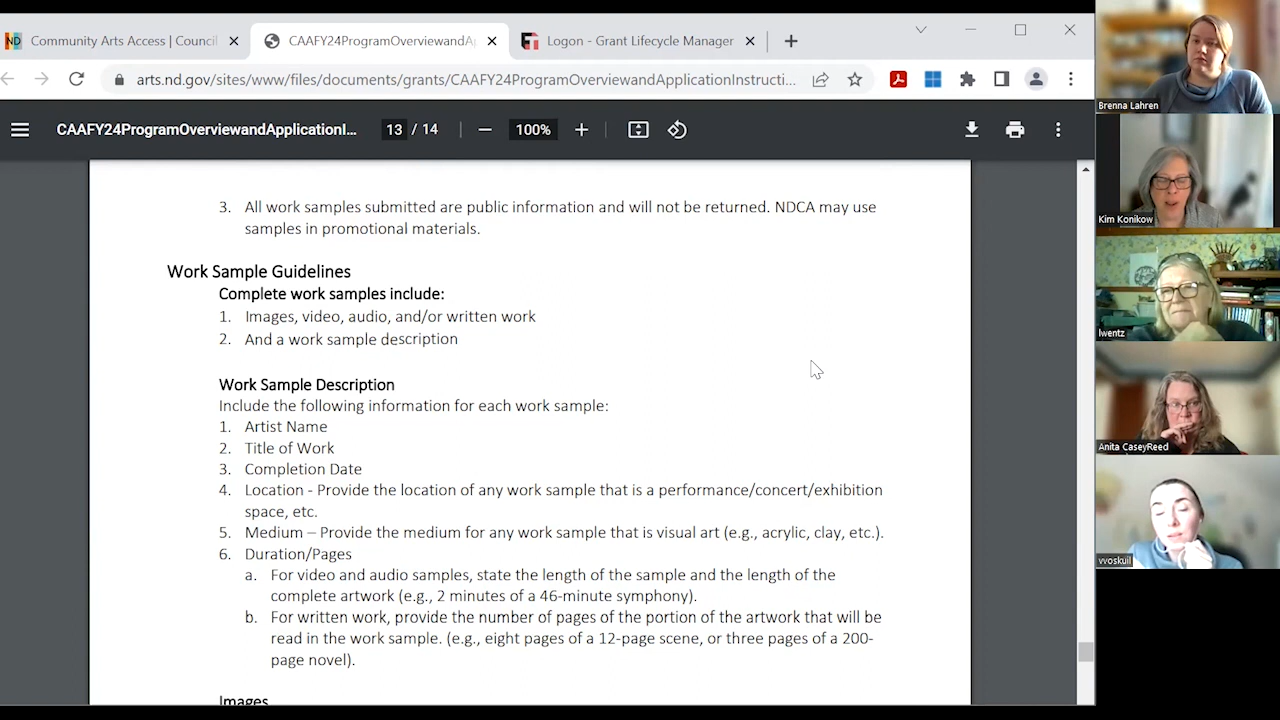 Community Arts Access | Council
CAAFY24ProgramOverviewandA
Logon - Grant Lifecycle Manager
arts.nd.gov/sites/www/files/documents/grants/CAAFY24ProgramOverviewandApplicationInstructi...
CAAFY24ProgramOverviewandApplicationI...
13 / 14
100%
3. All work samples submitted are public information and will not be returned. NDCA may use
samples in promotional materials.
Work Sample Guidelines
Complete work samples include:
1. Images, video, audio, and/or written work
2. And a work sample description
Work Sample Description
Include the following information for each work sample:
1. Artist Name
2. Title of Work
3. Completion Date
4. Location - Provide the location of any work sample that is a performance/concert/exhibition
space, etc.
5. Medium – Provide the medium for any work sample that is visual art (e.g., acrylic, clay, etc.).
6. Duration/Pages
a. For video and audio samples, state the length of the sample and the length of the
complete artwork (e.g., 2 minutes of a 46-minute symphony).
b. For written work, provide the number of pages of the portion of the artwork that will be
read in the work sample. (e.g., eight pages of a 12-page scene, or three pages of a 200-
page novel).
Images
Brenna Lahren
Kim Konikow
lwentz
Anita CaseyReed
vvoskuil